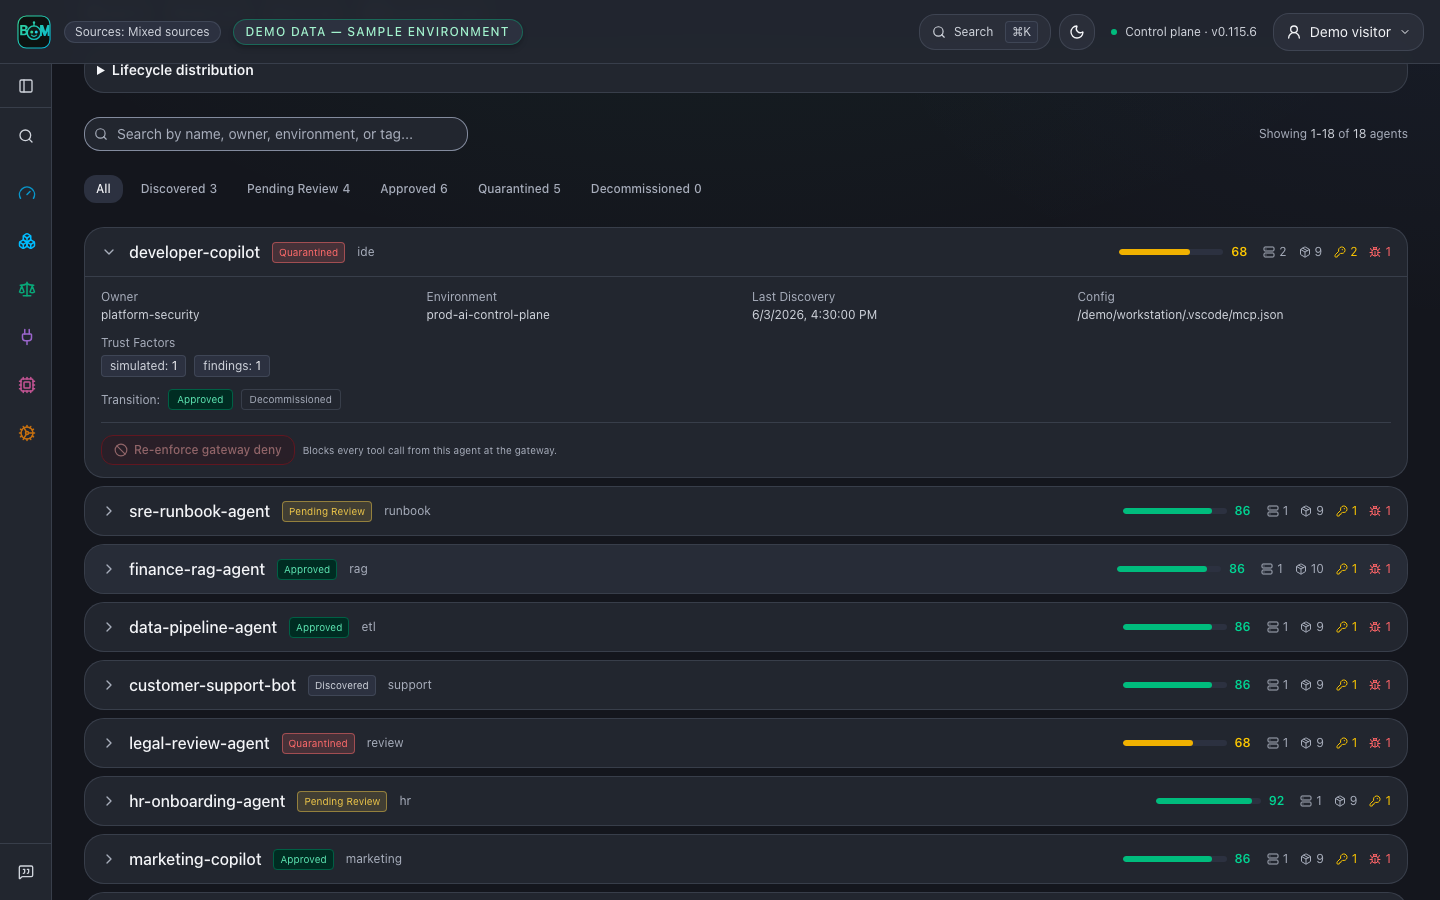 BOM
Sources: Mixed sources
DEMO DATA — SAMPLE ENVIRONMENT
Search ⌘K
Control plane · v0.115.6
Demo visitor
Lifecycle distribution
Search by name, owner, environment, or tag...
Showing 1-18 of 18 agents
All
Discovered 3
Pending Review 4
Approved 6
Quarantined 5
Decommissioned 0
developer-copilot Quarantined ide 68 2 9 2 1
Owner
platform-security
Environment
prod-ai-control-plane
Last Discovery
6/3/2026, 4:30:00 PM
Config
/demo/workstation/.vscode/mcp.json
Trust Factors
simulated: 1 findings: 1
Transition: Approved Decommissioned
Re-enforce gateway deny Blocks every tool call from this agent at the gateway.
sre-runbook-agent Pending Review runbook 86 1 9 1 1
finance-rag-agent Approved rag 86 1 10 1 1
data-pipeline-agent Approved etl 86 1 9 1 1
customer-support-bot Discovered support 86 1 9 1 1
legal-review-agent Quarantined review 68 1 9 1 1
hr-onboarding-agent Pending Review hr 92 1 9 1
marketing-copilot Approved marketing 86 1 9 1 1